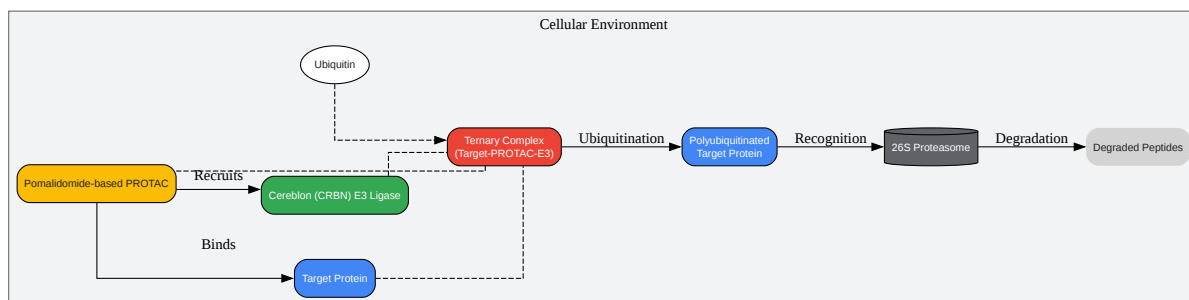 Cellular Environment
Ubiquitin
Ternary Complex
(Target-PROTAC-E3)
Ubiquitination
Polyubiquitinated
Target Protein
Recognition
26S Proteasome
Degradation
Degraded Peptides
Pomalidomide-based PROTAC
Recruits
Cereblon (CRBN) E3 Ligase
Binds
Target Protein